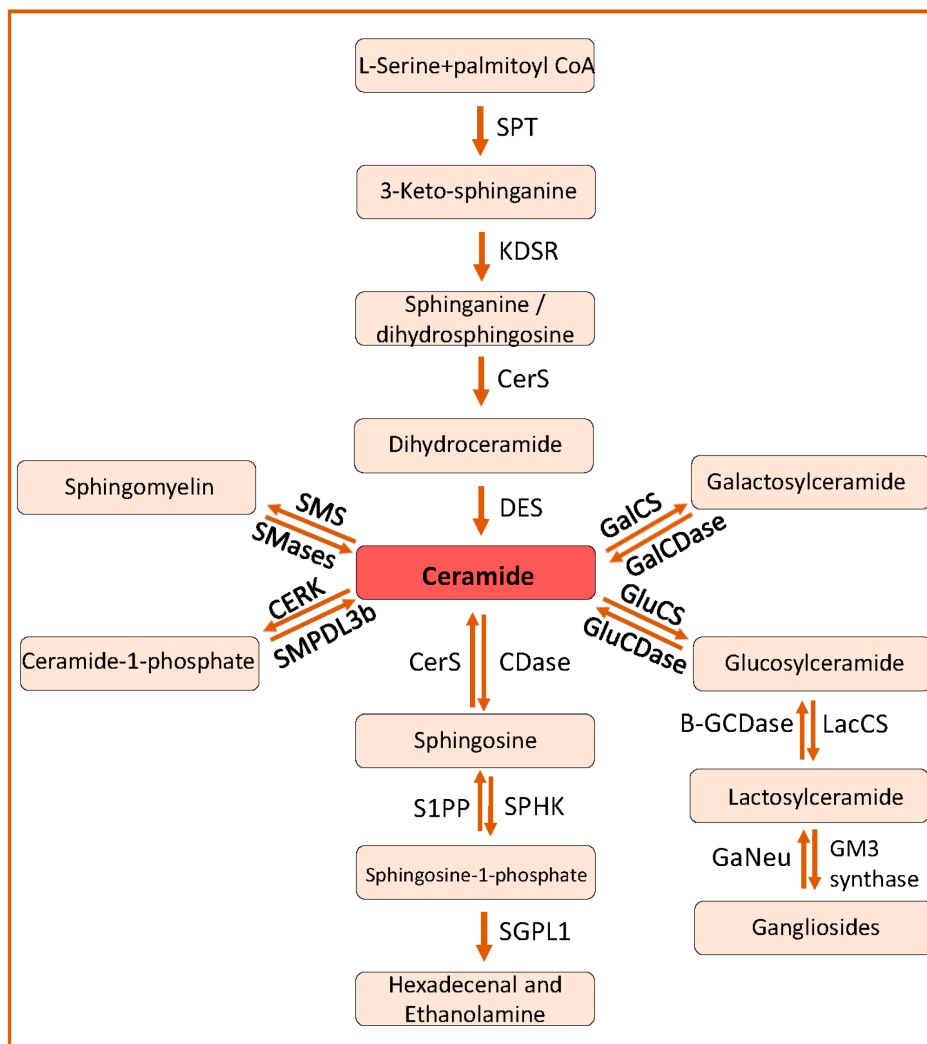 L-Serine+palmitoyl CoA
SPT
3-Keto-sphinganine
KDSR
Sphinganine /
dihydrosphingosine
CerS
Dihydroceramide
DES
Sphingomyelin
SMS
SMases
Galactosylceramide
GalCS
GalCDase
Ceramide
CERK
SMPDL3b
Ceramide-1-phosphate
GluCS
GluCDase
Glucosylceramide
CerS
CDase
Sphingosine
B-GCDase
LacCS
Lactosylceramide
S1PP
SPHK
Sphingosine-1-phosphate
GaNeu
GM3
synthase
Gangliosides
SGPL1
Hexadecenal and
Ethanolamine